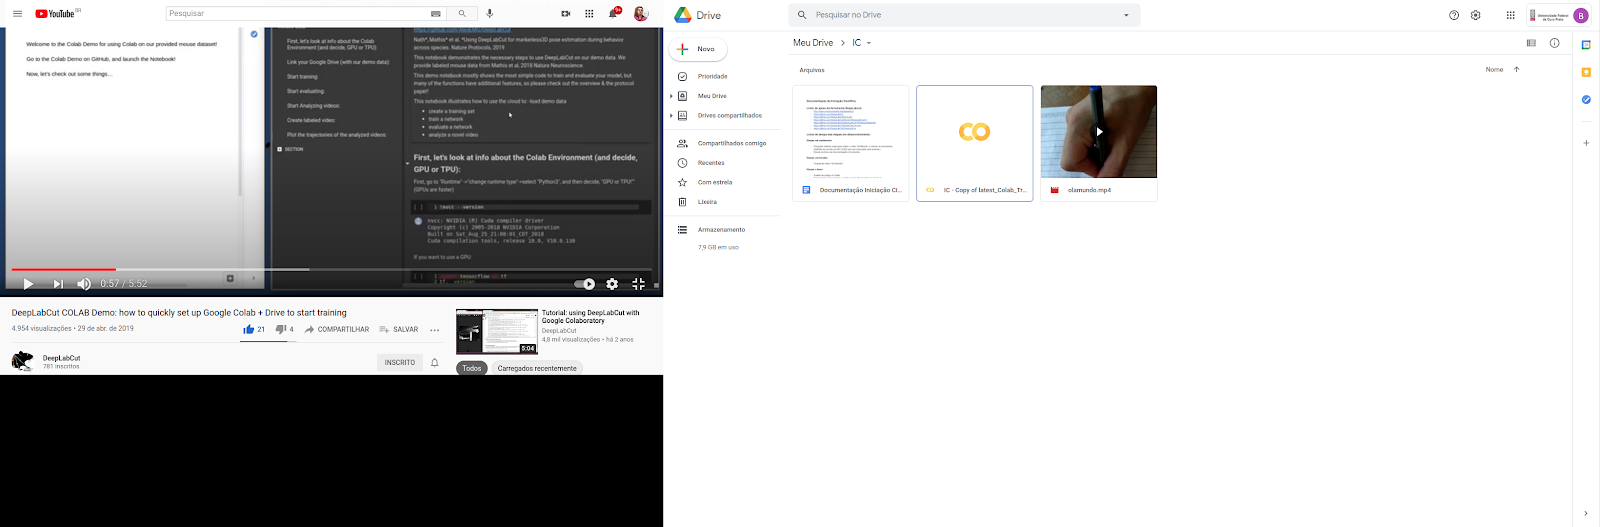 YouTube BR
Pesquisar
9+
Welcome to the Colab Demo for using Colab on our provided mouse dataset!
Go to the Colab Demo on GitHub, and launch the Notebook!
Now, let's check out some things...
First, let's look at info about the Colab
Environment (and decide, GPU or TPU)
Link your Google Drive (with our demo data):
Start training:
Start evaluating:
Start Analyzing videos:
Create labeled video:
Plot the trajectories of the analyzed videos:
SECTION
Nath*, Mathis* et al. *Using DeepLabCut for markerless3D pose estimation during behavior
across species. Nature Protocols, 2019
This notebook demonstrates the necessary steps to use DeepLabCut on our demo data. We
provide labeled mouse data from Mathis et al, 2018 Nature Neuroscience.
This demo notebook mostly shows the most simple code to train and evaluate your model, but
many of the functions have additional features, so please check out the overview & the protocol
paper!
This notebook illustrates how to use the cloud to: -load demo data
• create a training set
• train a network
• evaluate a network
• analyze a novel video
First, let's look at info about the Colab Environment (and decide,
GPU or TPU):
First, go to "Runtime" ->"change runtime type"->select "Python3", and then decide, "GPU or TPU?"
(GPUs are faster)
[ ] 1 !nvcc --version
nvcc: NVIDIA (R) Cuda compiler driver
Copyright (c) 2005-2018 NVIDIA Corporation
Built on Sat_Aug_25_21:08:01_CDT_2018
Cuda compilation tools, release 10.0, V10.0.130
If you want to use a GPU
[ ] 1 import tensorflow as tf
0:57 / 5:52
DeepLabCut COLAB Demo: how to quickly set up Google Colab + Drive to start training
4.954 visualizações • 29 de abr. de 2019
21
4
COMPARTILHAR
SALVAR
DeepLabCut
781 inscritos
INSCRITO
5:04
Tutorial: using DeepLabCut with
Google Colaboratory
DeepLabCut
4,8 mil visualizações • há 2 anos
Todos
Carregados recentemente
Drive
Pesquisar no Drive
Universidade Federal
de Ouro Preto
B
Novo
Prioridade
Meu Drive
Drives compartilhados
Compartilhados comigo
Recentes
Com estrela
Lixeira
Armazenamento
7,9 GB em uso
Meu Drive > IC
Arquivos
Nome
Documentação Iniciação Ci...
IC - Copy of latest_Colab_Tr...
olamundo.mp4